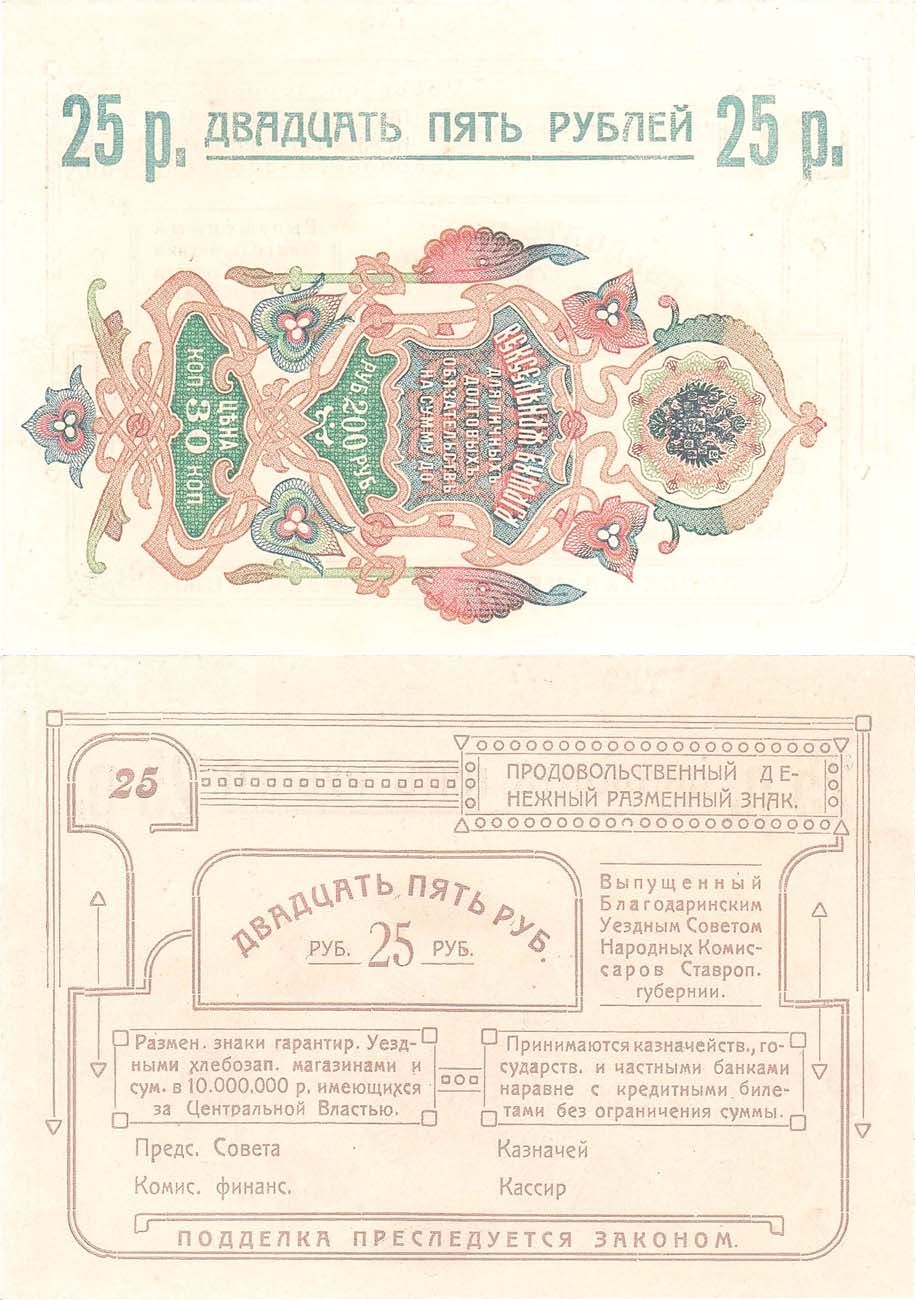 25 р. ДВАДЦАТЬ ПЯТЬ РУБЛЕЙ 25 р.
ВЕКСЕЛЬНАЯ БУМАГА
ДЛЯ ЛИЧНЫХЪ
ДОЛГОВЫХЪ
ОБЯЗАТЕЛЬСТВЪ
НА СУММУ ДО
РУБ. 200 РУБ.
ЦѢНА
КОП. 30 КОП.
25
ПРОДОВОЛЬСТВЕННЫЙ ДЕ-
НЕЖНЫЙ РАЗМЕННЫЙ ЗНАК.
ДВАДЦАТЬ ПЯТЬ РУБ.
РУБ. 25 РУБ.
Выпущенный
Благодаринским
Уездным Советом
Народных Комис-
саров Ставроп.
губернии.
Размен. знаки гарантир. Уезд-
ными хлебозап. магазинами и
сум. в 10.000,000 р. имеющихся
за Центральной Властью.
Принимаются казначейств., го-
сударств. и частными банками
наравне с кредитными биле-
тами без ограничения суммы.
Предс. Совета
Казначей
Комис. финанс.
Кассир
ПОДДЕЛКА ПРЕСЛЕДУЕТСЯ ЗАКОНОМ.